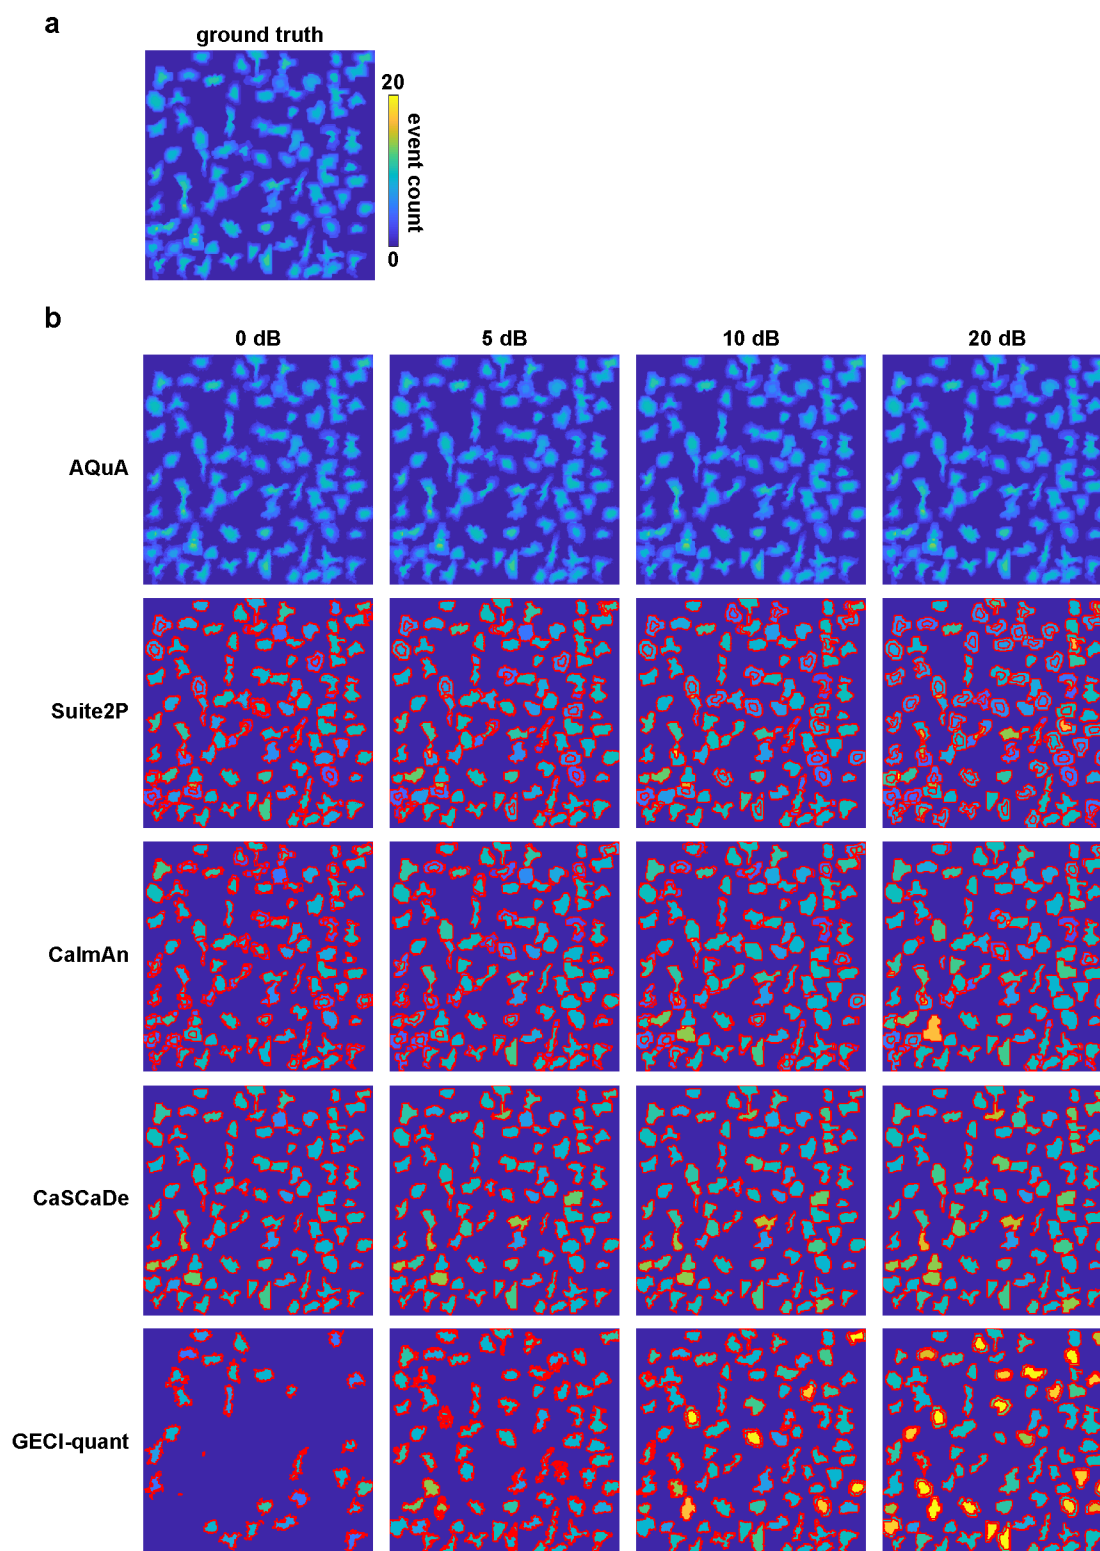 a
ground truth
20
event count
0
b
0 dB
5 dB
10 dB
20 dB
AQuA
Suite2P
CaImAn
CaSCaDe
GECI-quant